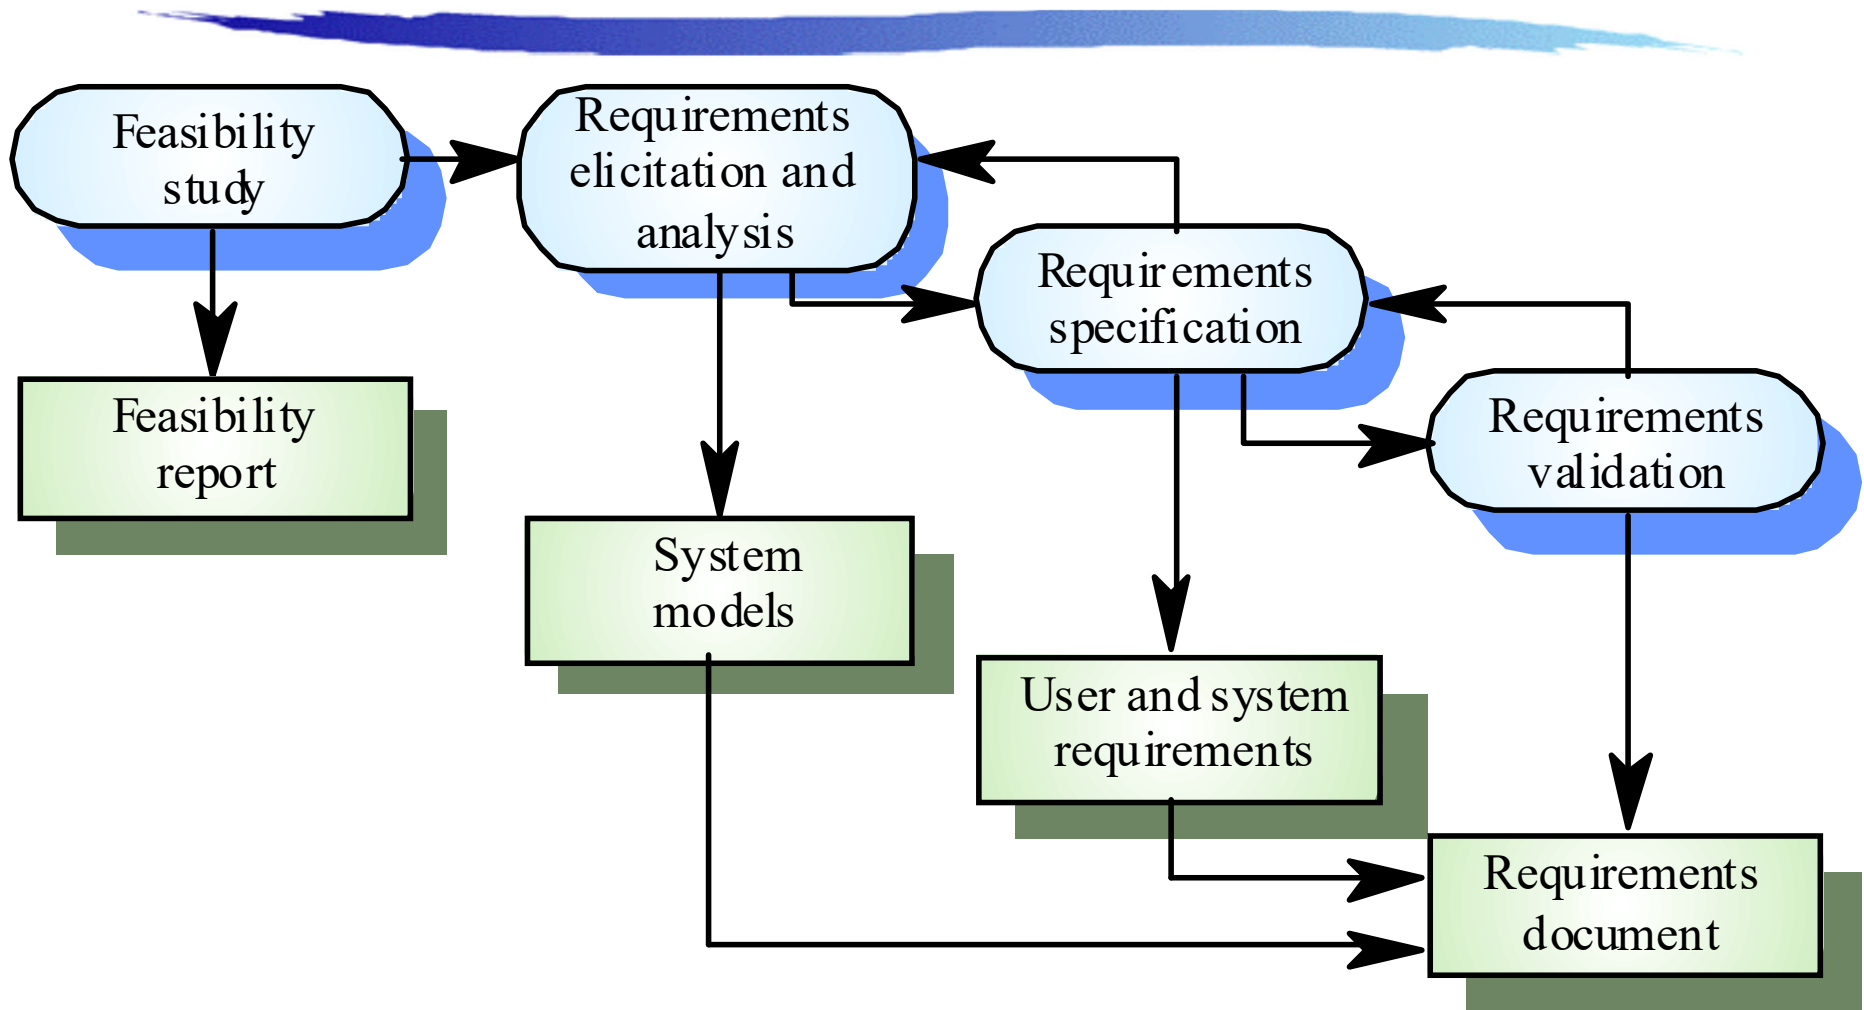 Feasibility
study
Requirements
elicitation and
analysis
Requirements
specification
Requirements
validation
Feasibility
report
System
models
User and system
requirements
Requirements
document